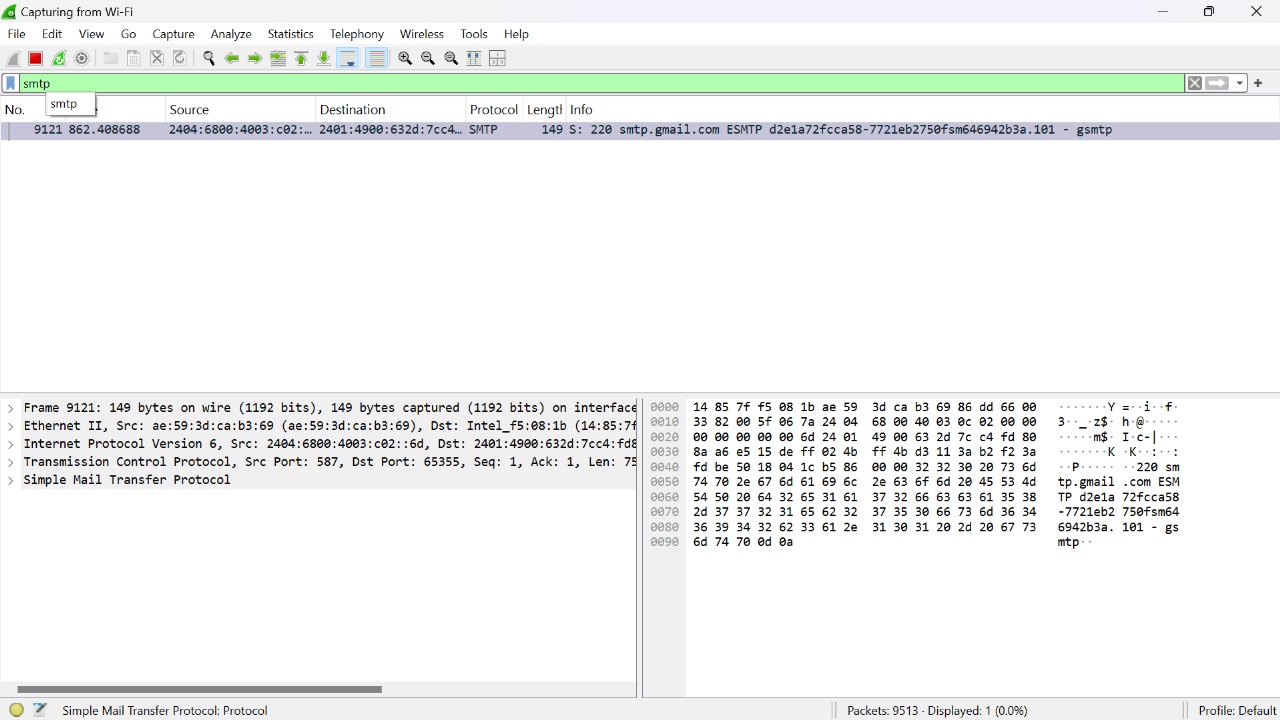 Capturing from Wi-Fi
File Edit View Go Capture Analyze Statistics Telephony Wireless Tools Help
smtp
smtp
No. Source Destination Protocol Length Info
9121 862.408688 2404:6800:4003:c02:… 2401:4900:632d:7cc4… SMTP 149 S: 220 smtp.gmail.com ESMTP d2e1a72fcca58-7721eb2750fsm646942b3a.101 - gsmtp
Frame 9121: 149 bytes on wire (1192 bits), 149 bytes captured (1192 bits) on interface
Ethernet II, Src: ae:59:3d:ca:b3:69 (ae:59:3d:ca:b3:69), Dst: Intel_f5:08:1b (14:85:7f
Internet Protocol Version 6, Src: 2404:6800:4003:c02::6d, Dst: 2401:4900:632d:7cc4:fd8
Transmission Control Protocol, Src Port: 587, Dst Port: 65355, Seq: 1, Ack: 1, Len: 75
Simple Mail Transfer Protocol
0000 14 85 7f f5 08 1b ae 59 3d ca b3 69 86 dd 66 00 ·······Y =··i··f·
0010 33 82 00 5f 06 7a 24 04 68 00 40 03 0c 02 00 00 3··_·z$· h·@·····
0020 00 00 00 00 00 6d 24 01 49 00 63 2d 7c c4 fd 80 ·····m$· I·c-|···
0030 8a a6 e5 15 de ff 02 4b ff 4b d3 11 3a b2 f2 3a ·······K ·K··:··:
0040 fd be 50 18 04 1c b5 86 00 00 32 32 30 20 73 6d ··P····· ··220 sm
0050 74 70 2e 67 6d 61 69 6c 2e 63 6f 6d 20 45 53 4d tp.gmail .com ESM
0060 54 50 20 64 32 65 31 61 37 32 66 63 63 61 35 38 TP d2e1a 72fcca58
0070 2d 37 37 32 31 65 62 32 37 35 30 66 73 6d 36 34 -7721eb2 750fsm64
0080 36 39 34 32 62 33 61 2e 31 30 31 20 2d 20 67 73 6942b3a. 101 - gs
0090 6d 74 70 0d 0a mtp··
Simple Mail Transfer Protocol: Protocol Packets: 9513 · Displayed: 1 (0.0%) Profile: Default